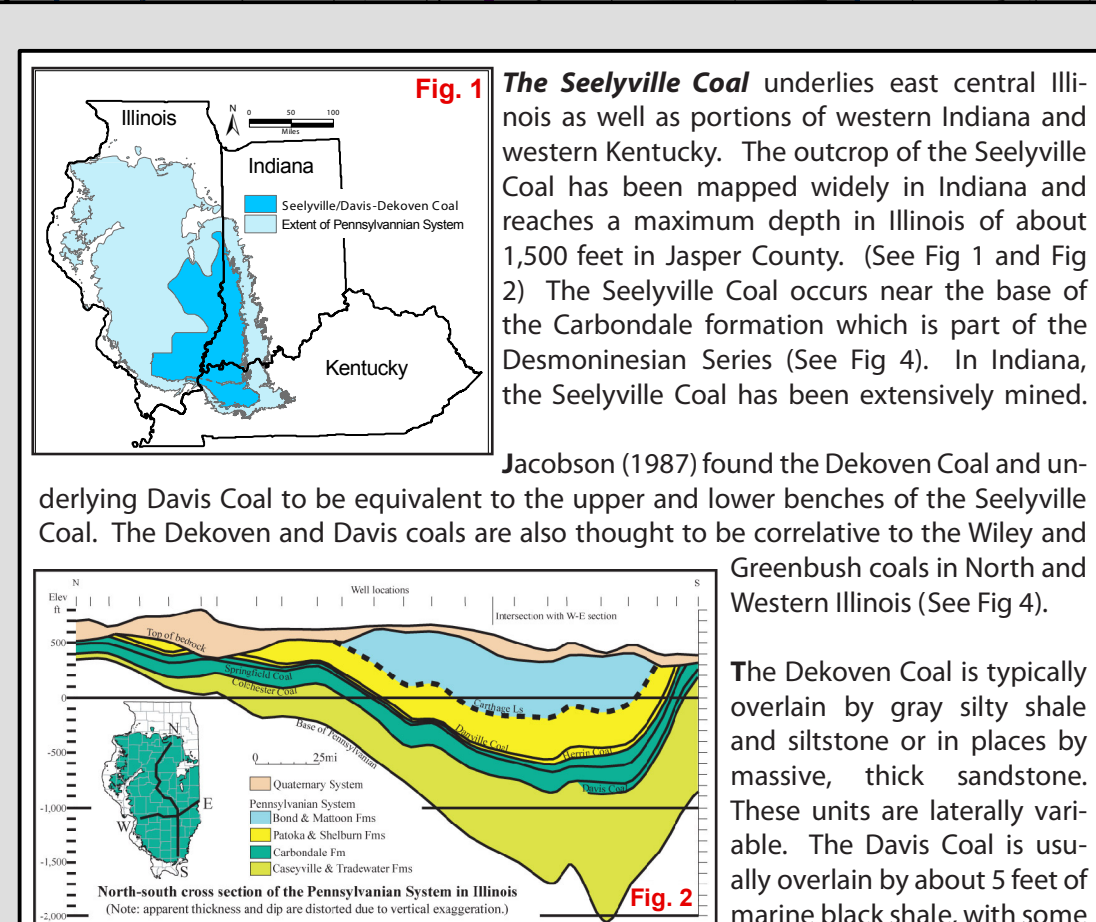 Fig. 1
Illinois
N
0 50 100
Miles
Indiana
Seelyville/Davis-Dekoven Coal
Extent of Pennsylvannian System
Kentucky
The Seelyville Coal underlies east central Illi-
nois as well as portions of western Indiana and
western Kentucky. The outcrop of the Seelyville
Coal has been mapped widely in Indiana and
reaches a maximum depth in Illinois of about
1,500 feet in Jasper County. (See Fig 1 and Fig
2) The Seelyville Coal occurs near the base of
the Carbondale formation which is part of the
Desmoninesian Series (See Fig 4). In Indiana,
the Seelyville Coal has been extensively mined.
Jacobson (1987) found the Dekoven Coal and un-
derlying Davis Coal to be equivalent to the upper and lower benches of the Seelyville
Coal. The Dekoven and Davis coals are also thought to be correlative to the Wiley and
Greenbush coals in North and
Western Illinois (See Fig 4).
The Dekoven Coal is typically
overlain by gray silty shale
and siltstone or in places by
massive, thick sandstone.
These units are laterally vari-
able. The Davis Coal is usu-
ally overlain by about 5 feet of
marine black shale, with some
N
Well locations
S
Elev
ft
Intersection with W-E section
500
Top of bedrock
Springfield Coal
Colchester Coal
0
Carthage Ls
Base of Pennsylvanian
Danville Coal
Herrin Coal
Davis Coal
-500
-1,000
-1,500
-2,000
N
E
W
S
0 25mi
Quaternary System
Pennsylvanian System
Bond & Mattoon Fms
Patoka & Shelburn Fms
Carbondale Fm
Caseyville & Tradewater Fms
North-south cross section of the Pennsylvanian System in Illinois
(Note: apparent thickness and dip are distorted due to vertical exaggeration.)
Fig. 2